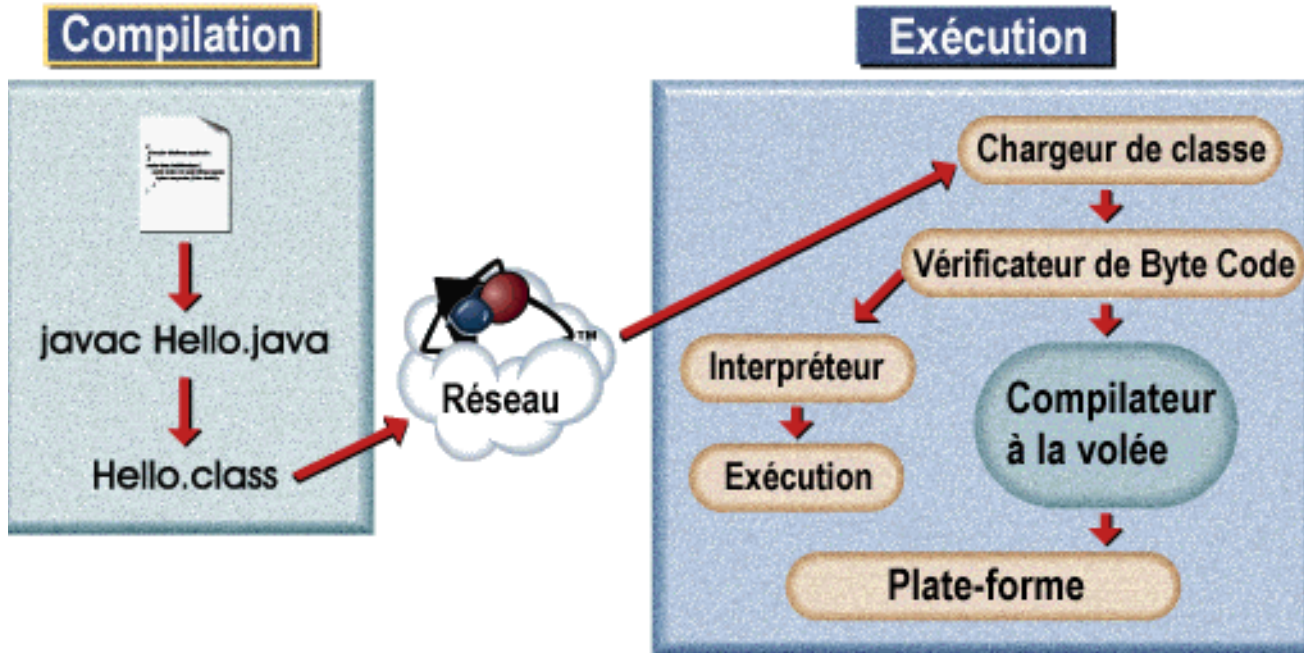 Compilation
javac Hello.java
Hello.class
Réseau
TM
Exécution
Chargeur de classe
Vérificateur de Byte Code
Interpréteur
Exécution
Compilateur
à la volée
Plate-forme